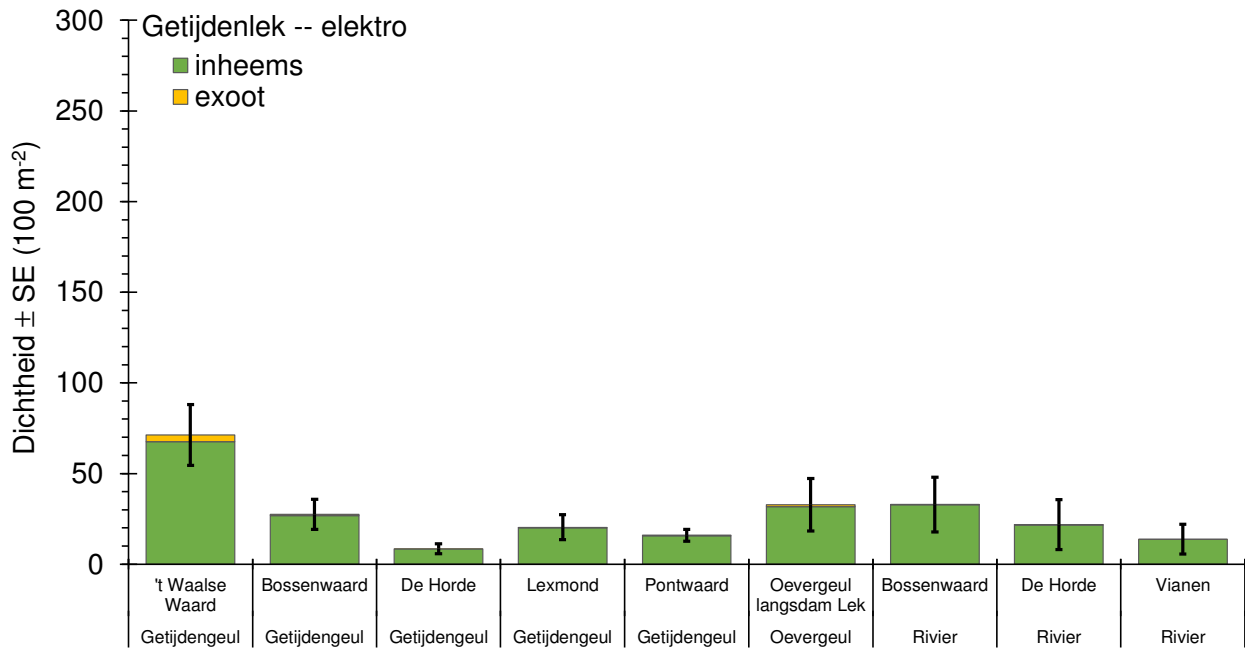 Getijdenlek -- elektro
inheems
exoot
Dichtheid ± SE (100 m⁻²)
300
250
200
150
100
50
0
't Waalse Waard
Bossenwaard
De Horde
Lexmond
Pontwaard
Oevergeul langsdam Lek
Bossenwaard
De Horde
Vianen
Getijdengeul
Getijdengeul
Getijdengeul
Getijdengeul
Getijdengeul
Oevergeul
Rivier
Rivier
Rivier